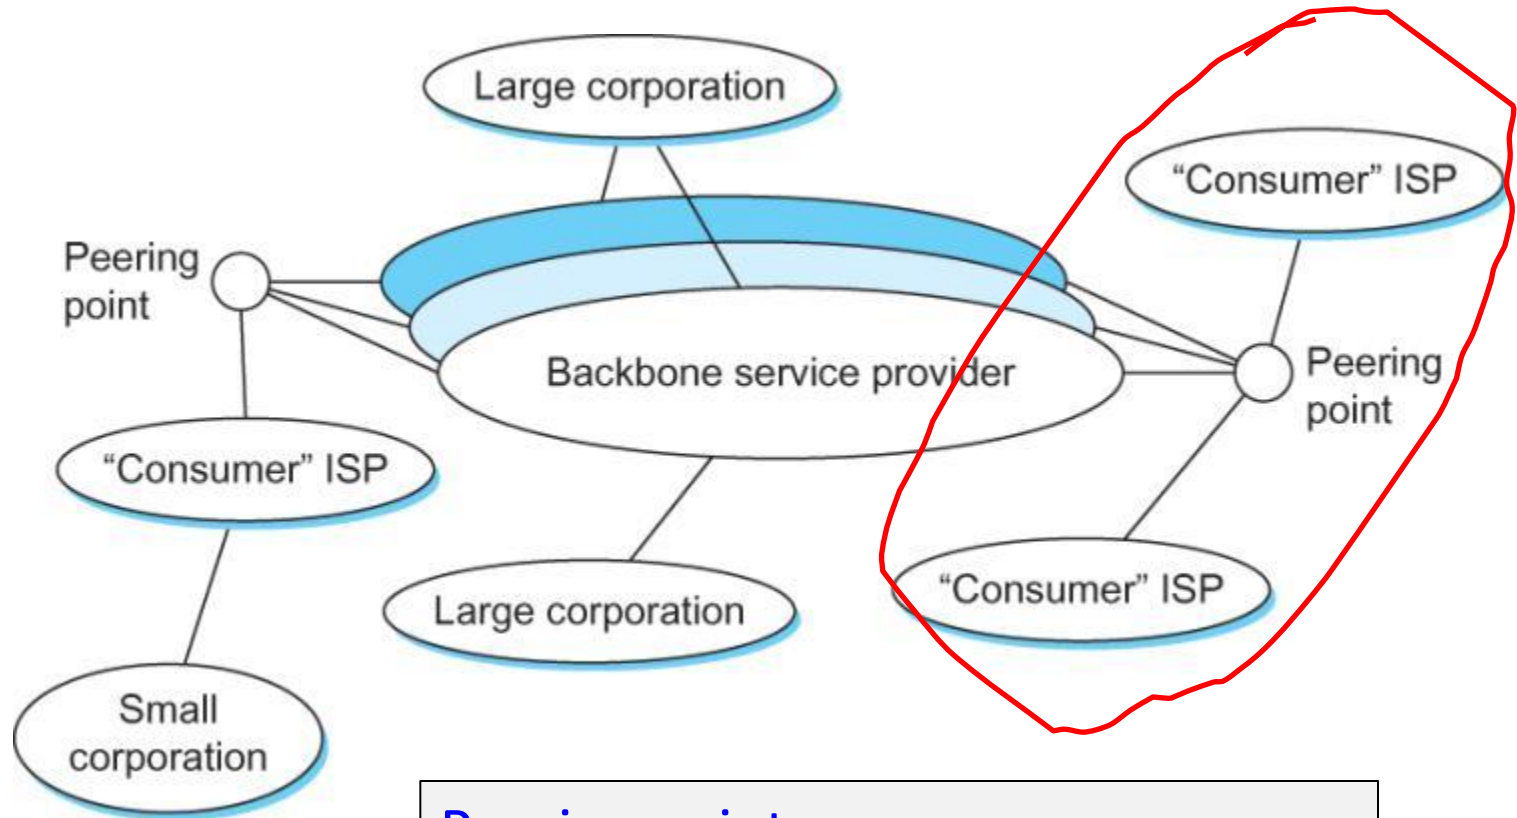 Large corporation
“Consumer” ISP
Peering
point
Backbone service provider
Peering
point
“Consumer” ISP
“Consumer” ISP
Large corporation
Small
corporation